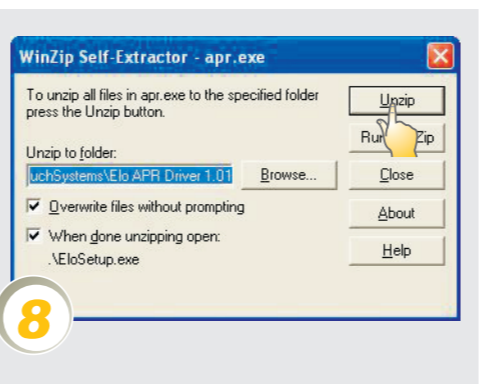 WinZip Self-Extractor - apr.exe
To unzip all files in apr.exe to the specified folder
press the Unzip button.
Unzip to folder:
uchSystems\Elo APR Driver 1.01
Browse...
Overwrite files without prompting
When done unzipping open:
.\EloSetup.exe
Unzip
Run Zip
Close
About
Help
8